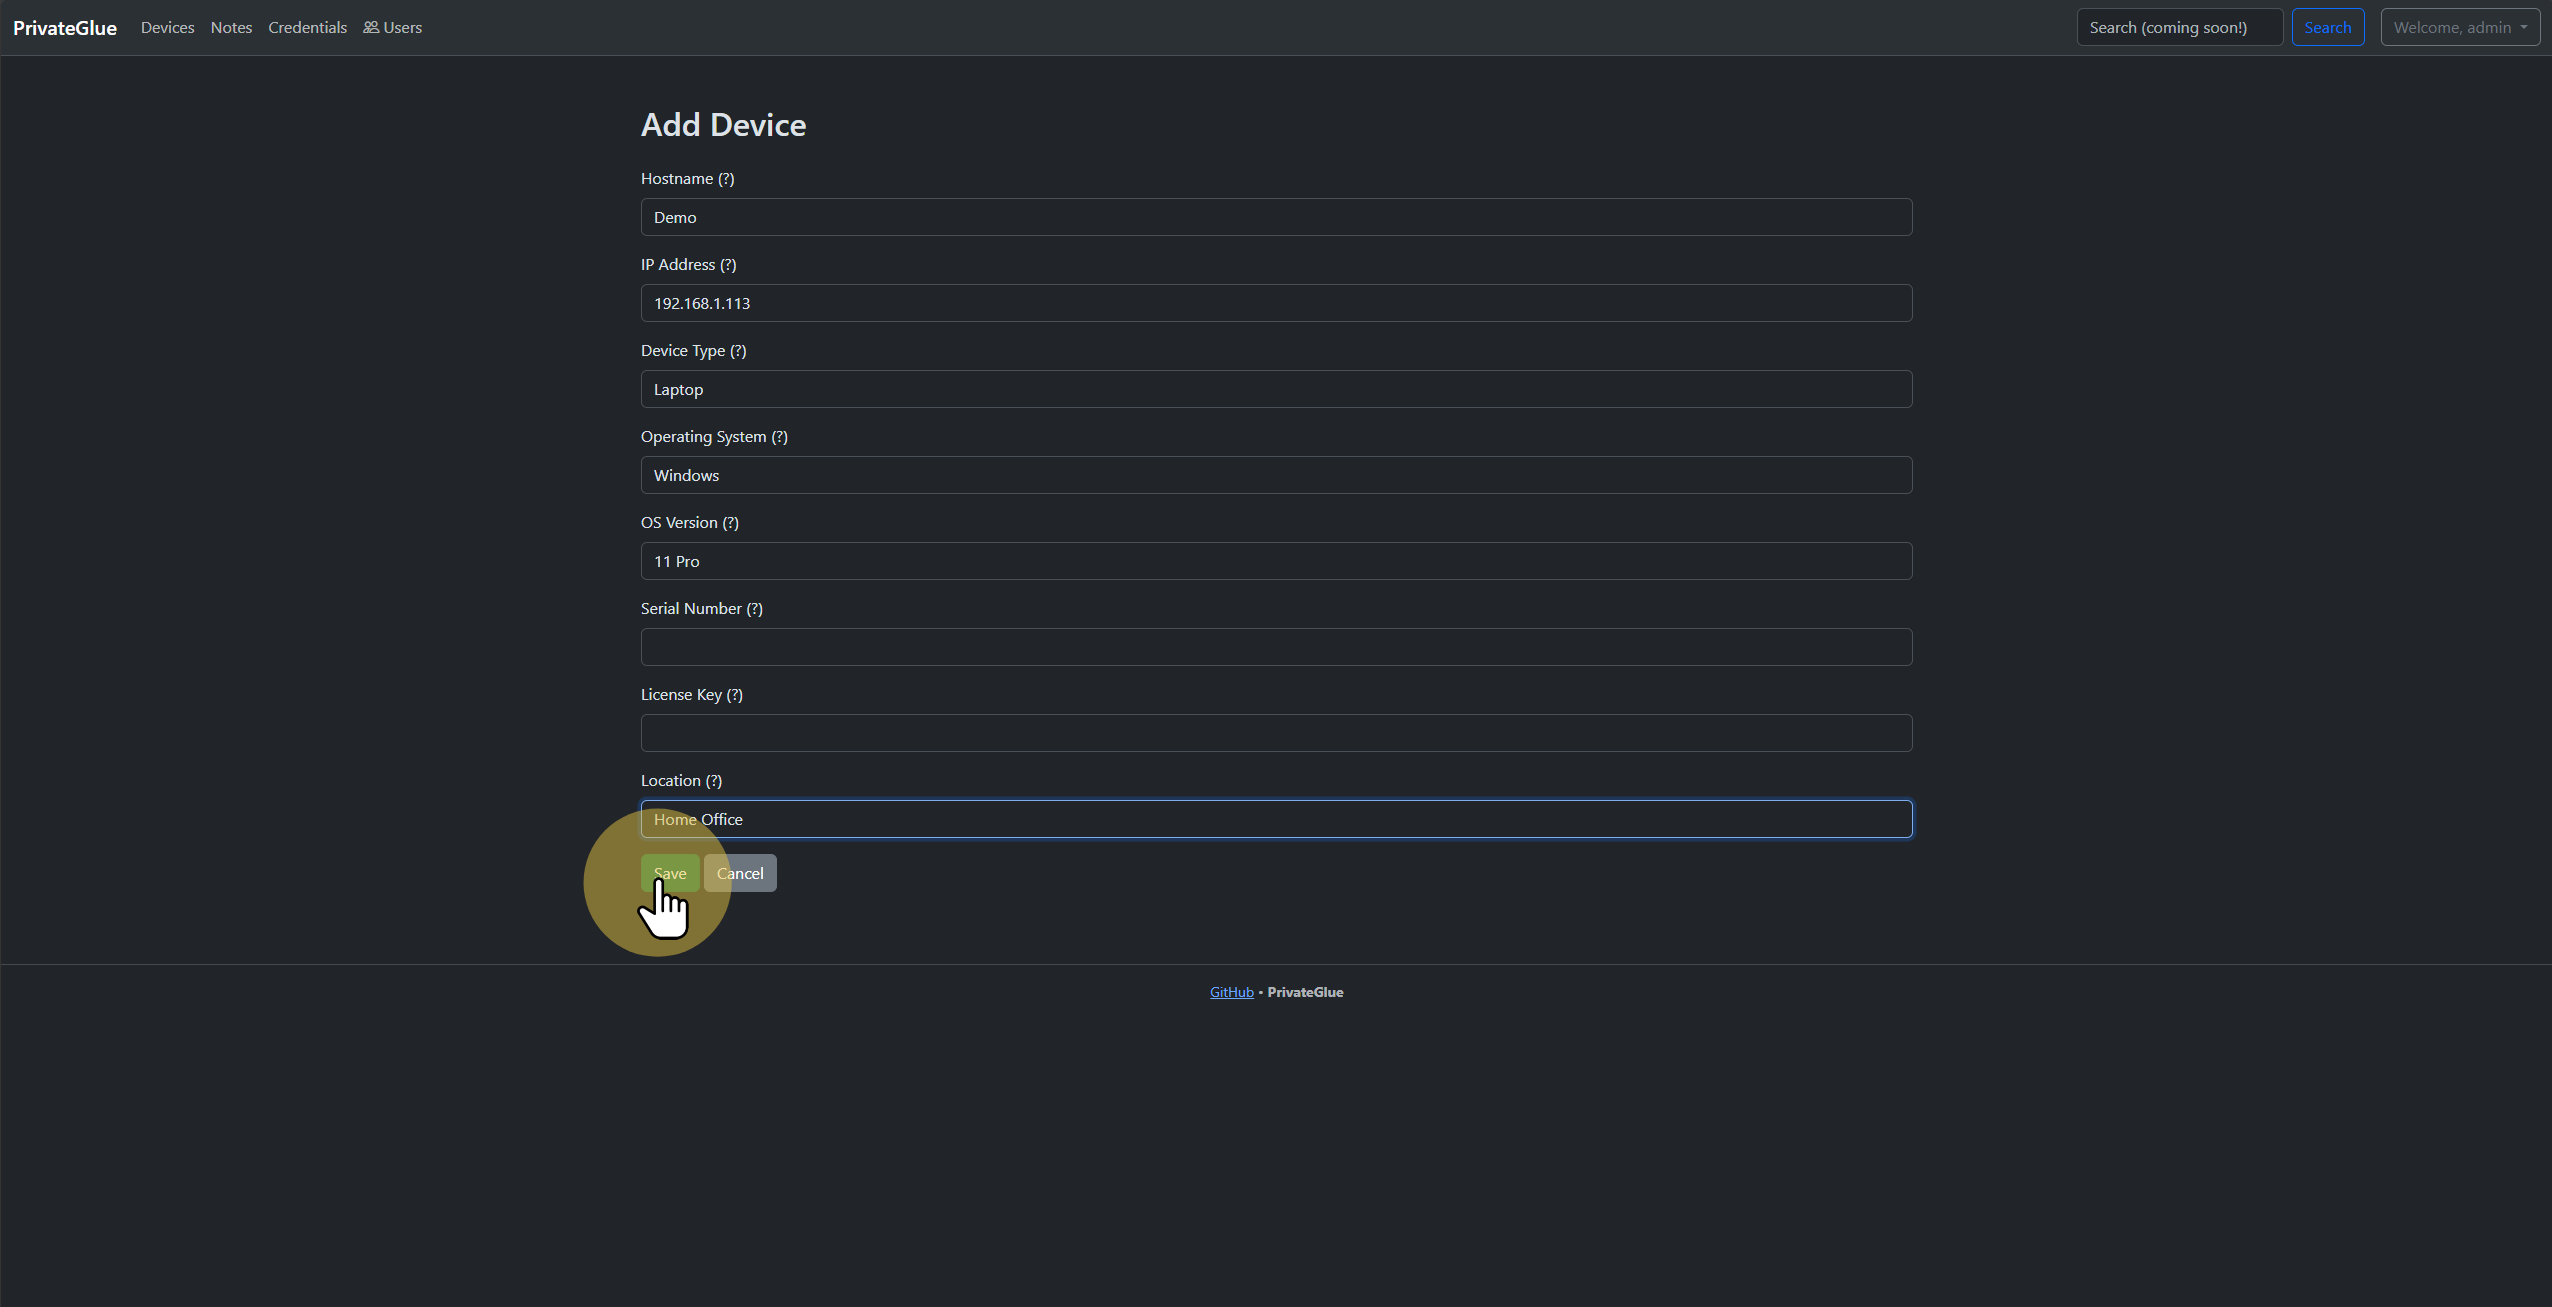 PrivateGlue Devices Notes Credentials Users Search (coming soon!) Search Welcome, admin
Add Device
Hostname (?)
Demo
IP Address (?)
192.168.1.113
Device Type (?)
Laptop
Operating System (?)
Windows
OS Version (?)
11 Pro
Serial Number (?)
License Key (?)
Location (?)
Home Office
Save Cancel
GitHub • PrivateGlue